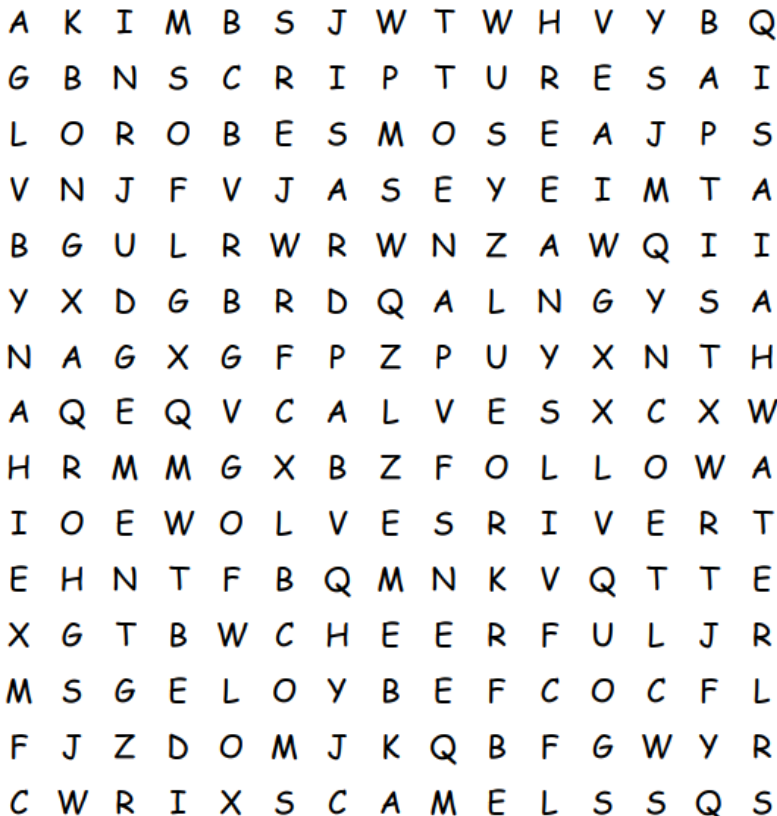 A K I M B S J W T W H V Y B Q
G B N S C R I P T U R E S A I
L O R O B E S M O S E A J P S
V N J F V J A S E Y E I M T A
B G U L R W R W N Z A W Q I I
Y X D G B R D Q A L N G Y S A
N A G X G F P Z P U Y X N T H
A Q E Q V C A L V E S X C X W
H R M M G X B Z F O L L O W A
I O E W O L V E S R I V E R T
E H N T F B Q M N K V Q T T E
X G T B W C H E E R F U L J R
M S G E L O Y B E F C O C F L
F J Z D O M J K Q B F G W Y R
C W R I X S C A M E L S S Q S